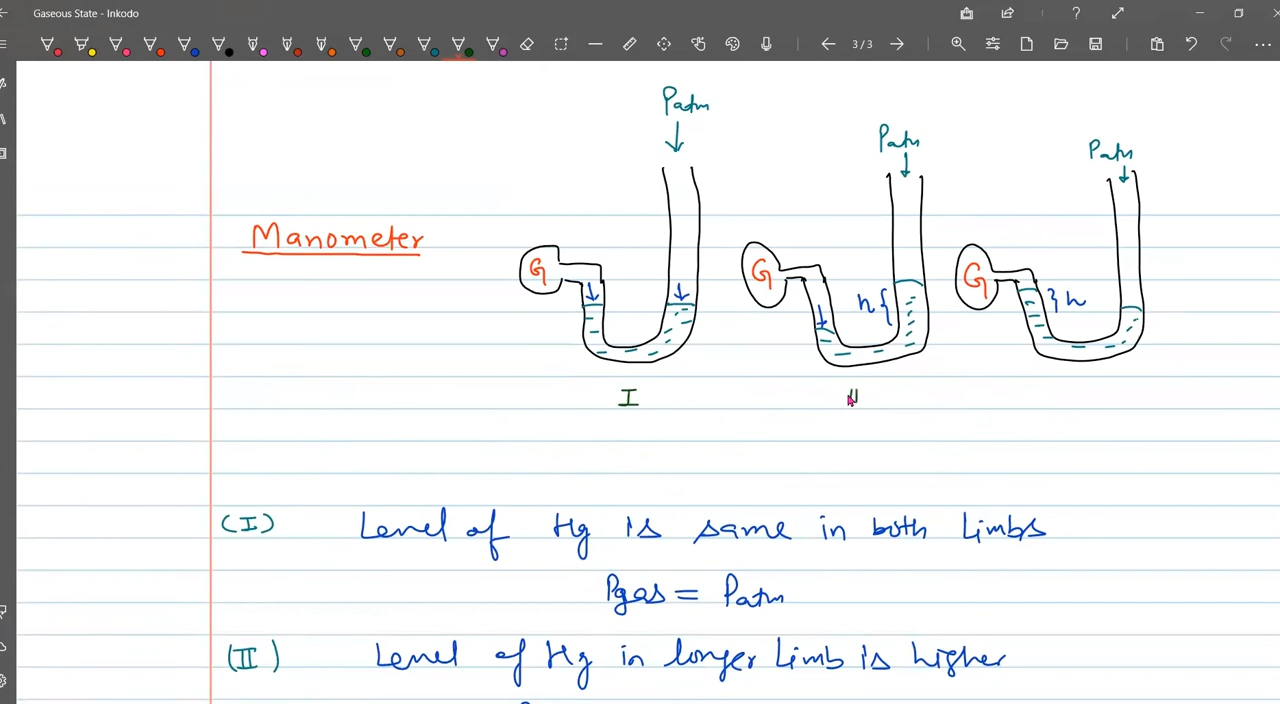 Gaseous State - Inkodo
3/3
Patm
Patm
Patm
Manometer
G
G
G
h
h
I
II
(I) Level of Hg is same in both Limbs
Pgas = Patm
(II) Level of Hg in longer Limb is higher